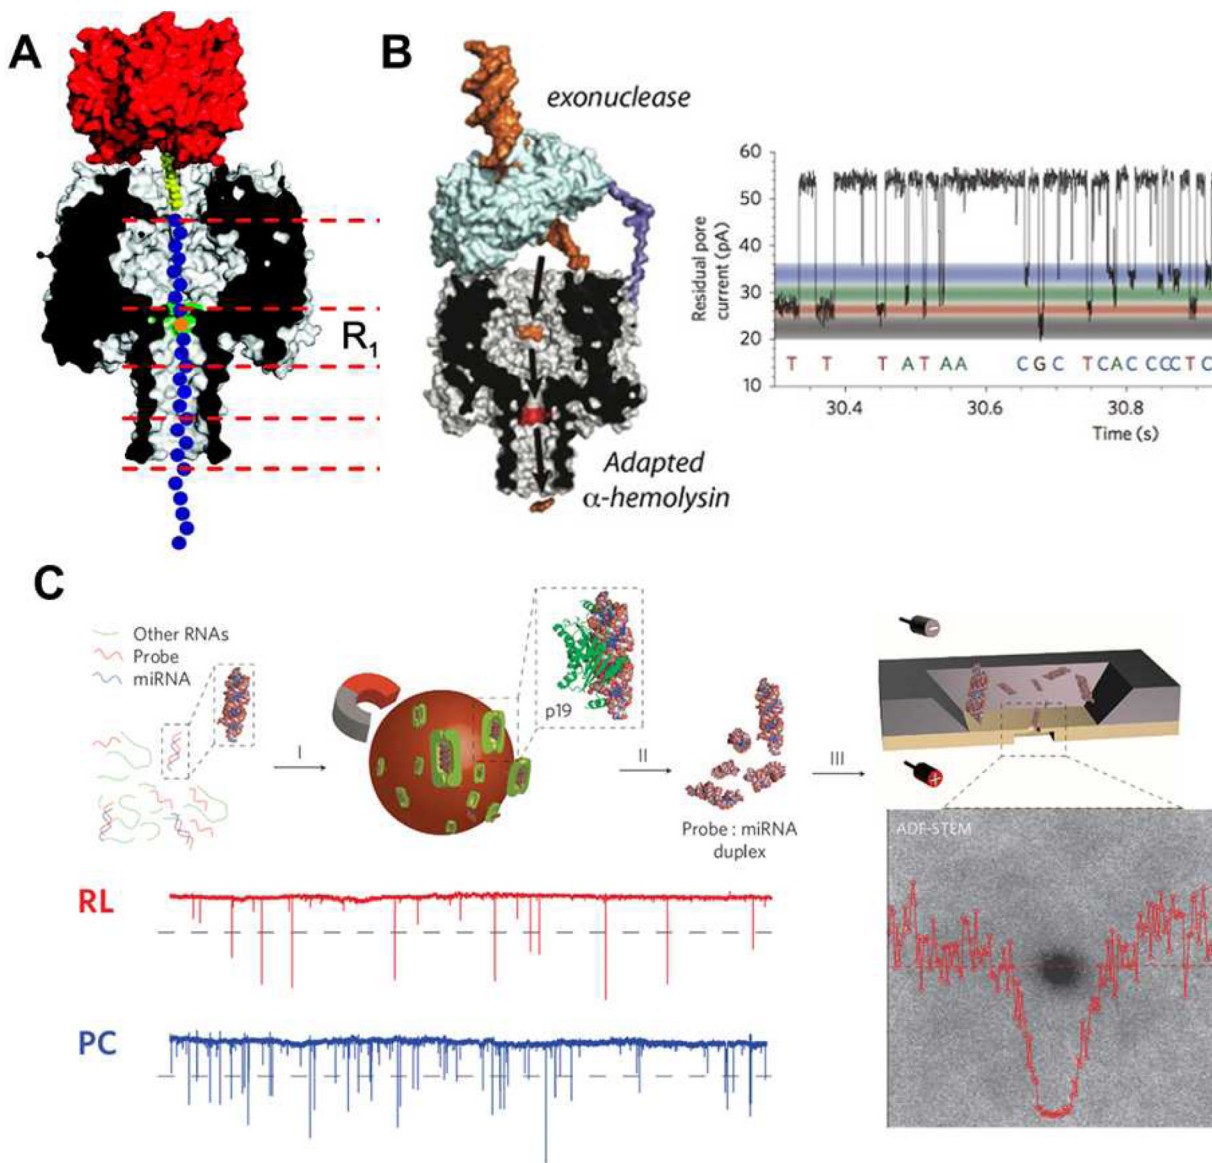 A
R1
B
exonuclease
Adapted
α-hemolysin
Residual pore
current (pA)
60
50
40
30
20
10
T T T A T A A C G C T C A C C C C T C
30.4 30.6 30.8
Time (s)
C
Other RNAs
Probe
miRNA
I
p19
II
Probe : miRNA
duplex
III
ADF-STEM
RL
PC